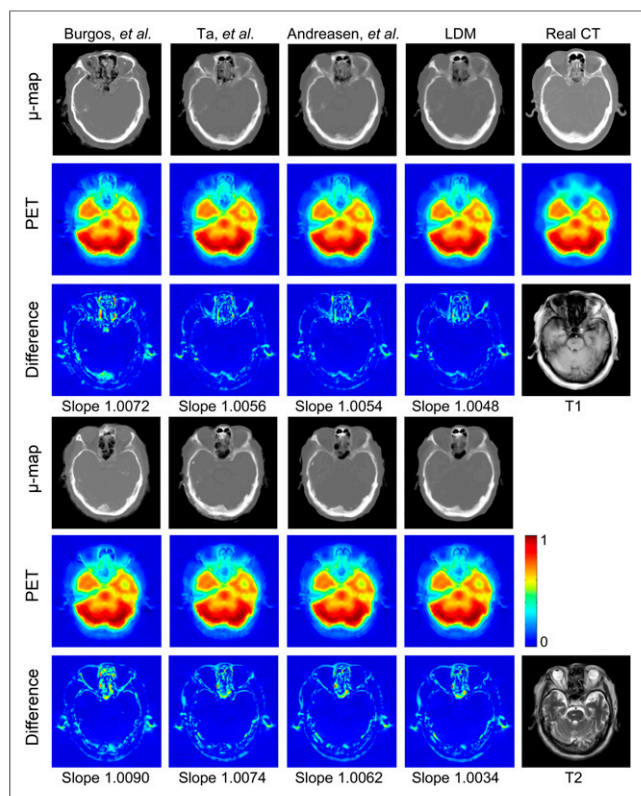 Burgos, et al. Ta, et al. Andreasen, et al. LDM Real CT
μ-map
PET
Difference
Slope 1.0072 Slope 1.0056 Slope 1.0054 Slope 1.0048 T1
μ-map
PET
1
0
Difference
Slope 1.0090 Slope 1.0074 Slope 1.0062 Slope 1.0034 T2